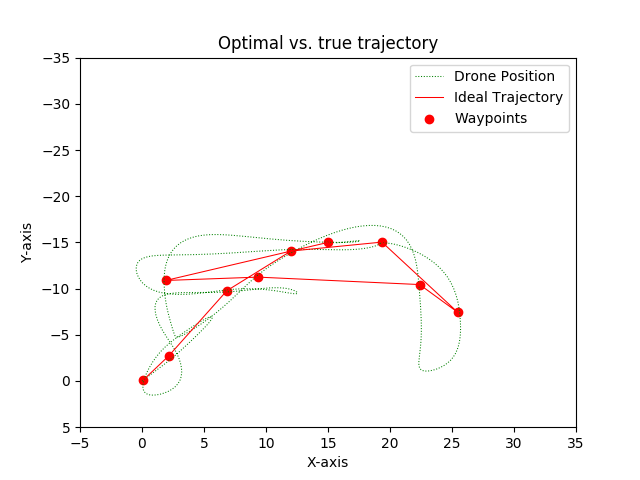 Optimal vs. true trajectory
Drone Position
Ideal Trajectory
Waypoints
−35
−30
−25
−20
−15
−10
−5
0
5
Y-axis
−5 0 5 10 15 20 25 30 35
X-axis